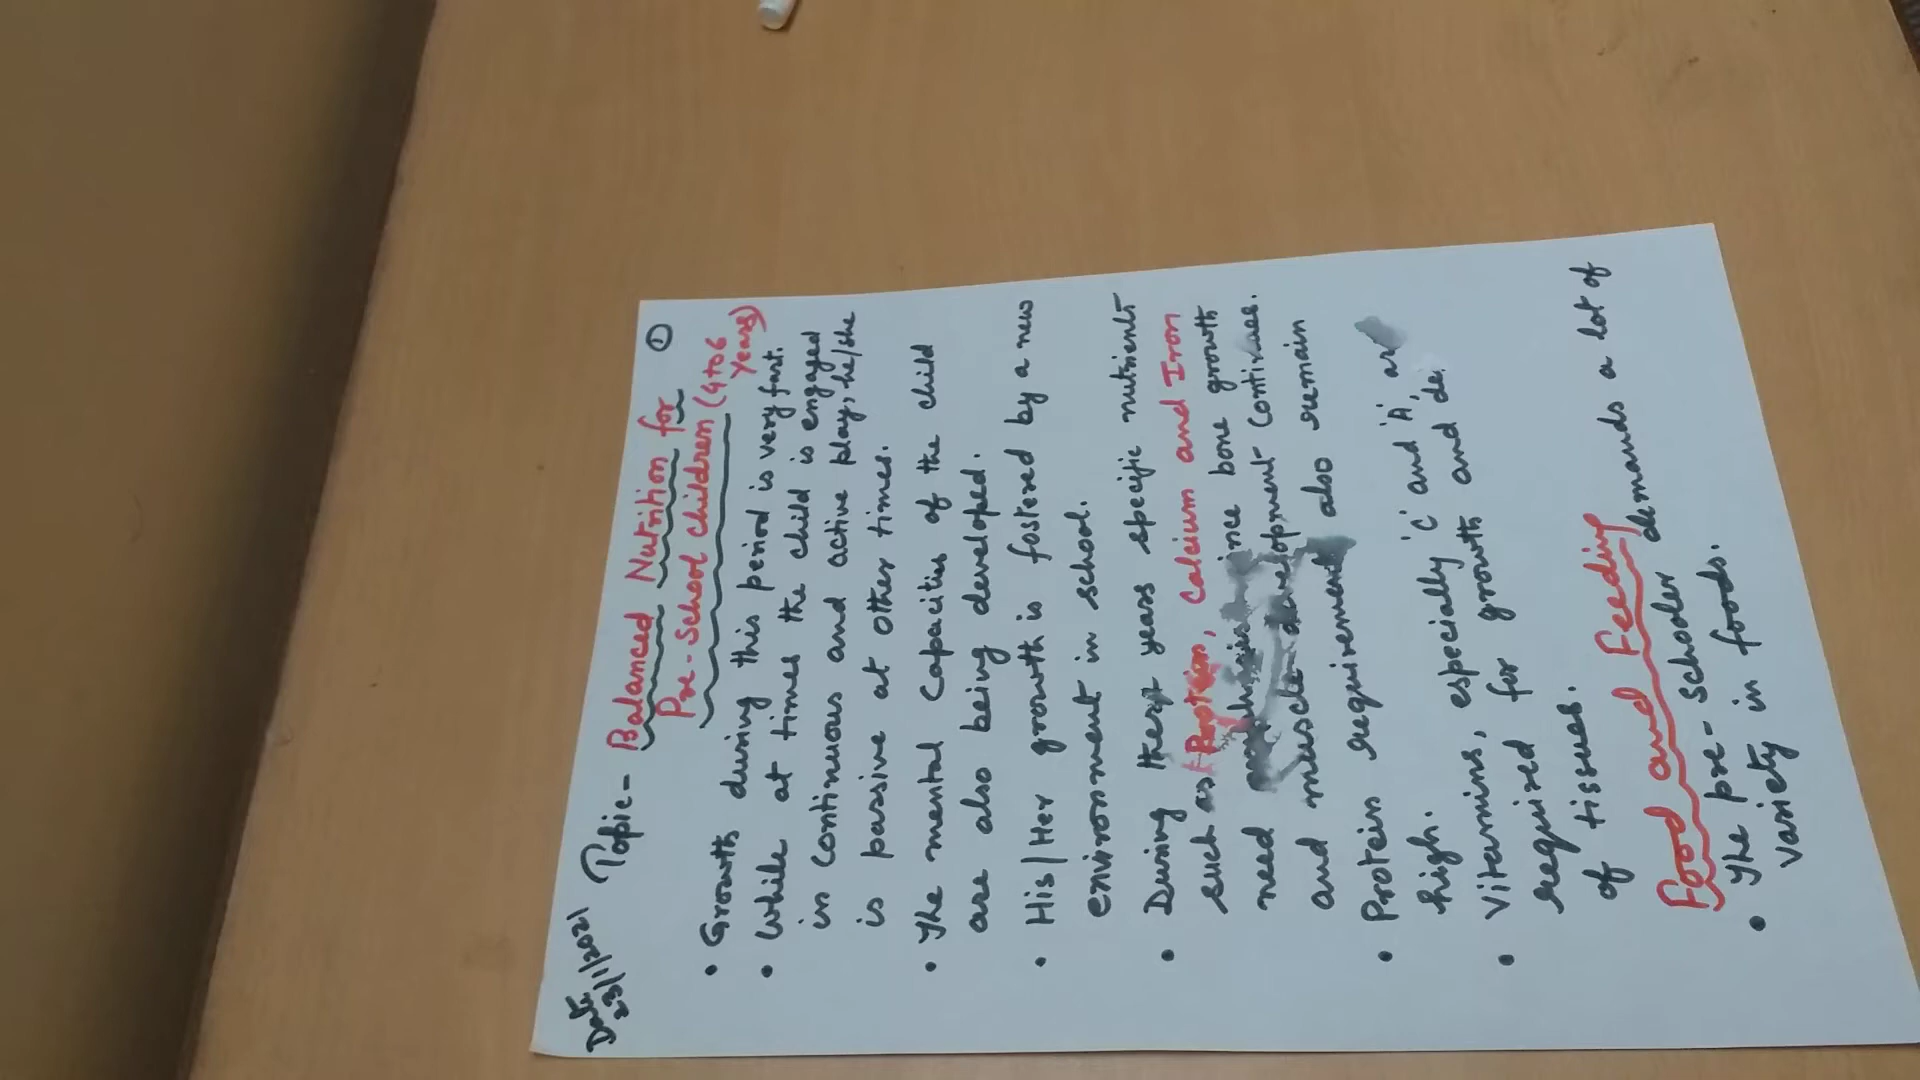 Date
23/1/2021
Topic- Balanced Nutrition for ①
Pre-school children (4 to 6 Years)
• Growth during this period is very fast.
• While at times the child is engaged
in continuous and active play, he/she
is passive at other times.
• The mental capacities of the child
are also being developed.
• His/Her growth is fostered by a new
environment in school.
• During these years specific nutrients
such as Protein, Calcium and Iron
need since bone growth
and muscle development continues.
• Protein requirements also remain
high.
• Vitamins, especially 'C' and 'A', are
required for growth and
of tissues.
Food and Feeding
• The pre-schooler demands a lot of
variety in foods.